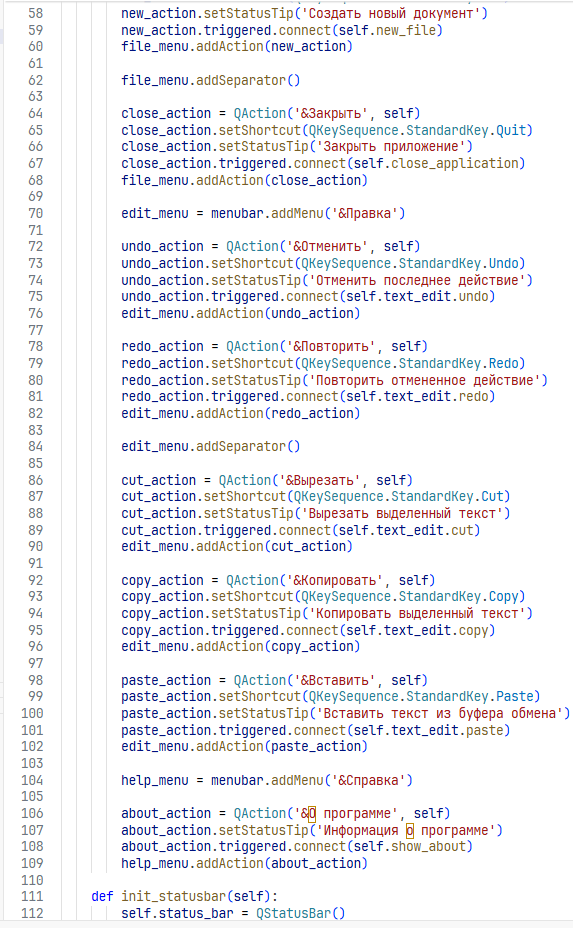 58 new_action.setStatusTip('Создать новый документ')
59 new_action.triggered.connect(self.new_file)
60 file_menu.addAction(new_action)
61
62 file_menu.addSeparator()
63
64 close_action = QAction('&Закрыть', self)
65 close_action.setShortcut(QKeySequence.StandardKey.Quit)
66 close_action.setStatusTip('Закрыть приложение')
67 close_action.triggered.connect(self.close_application)
68 file_menu.addAction(close_action)
69
70 edit_menu = menubar.addMenu('&Правка')
71
72 undo_action = QAction('&Отменить', self)
73 undo_action.setShortcut(QKeySequence.StandardKey.Undo)
74 undo_action.setStatusTip('Отменить последнее действие')
75 undo_action.triggered.connect(self.text_edit.undo)
76 edit_menu.addAction(undo_action)
77
78 redo_action = QAction('&Повторить', self)
79 redo_action.setShortcut(QKeySequence.StandardKey.Redo)
80 redo_action.setStatusTip('Повторить отмененное действие')
81 redo_action.triggered.connect(self.text_edit.redo)
82 edit_menu.addAction(redo_action)
83
84 edit_menu.addSeparator()
85
86 cut_action = QAction('&Вырезать', self)
87 cut_action.setShortcut(QKeySequence.StandardKey.Cut)
88 cut_action.setStatusTip('Вырезать выделенный текст')
89 cut_action.triggered.connect(self.text_edit.cut)
90 edit_menu.addAction(cut_action)
91
92 copy_action = QAction('&Копировать', self)
93 copy_action.setShortcut(QKeySequence.StandardKey.Copy)
94 copy_action.setStatusTip('Копировать выделенный текст')
95 copy_action.triggered.connect(self.text_edit.copy)
96 edit_menu.addAction(copy_action)
97
98 paste_action = QAction('&Вставить', self)
99 paste_action.setShortcut(QKeySequence.StandardKey.Paste)
100 paste_action.setStatusTip('Вставить текст из буфера обмена')
101 paste_action.triggered.connect(self.text_edit.paste)
102 edit_menu.addAction(paste_action)
103
104 help_menu = menubar.addMenu('&Справка')
105
106 about_action = QAction('&О программе', self)
107 about_action.setStatusTip('Информация о программе')
108 about_action.triggered.connect(self.show_about)
109 help_menu.addAction(about_action)
110
111 def init_statusbar(self):
112 self.status_bar = QStatusBar()